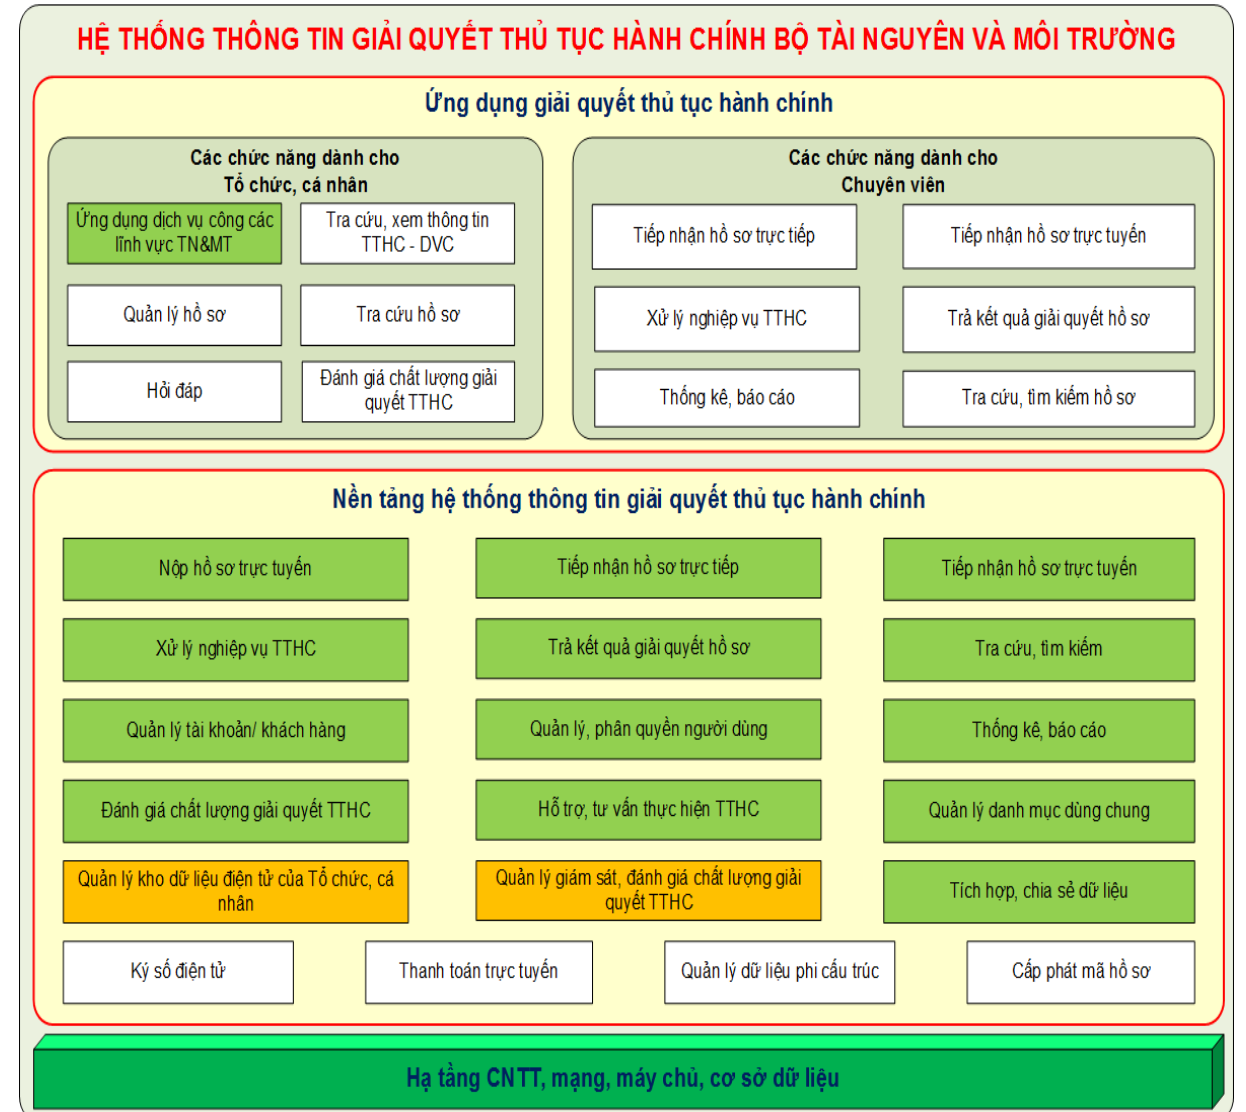 HỆ THỐNG THÔNG TIN GIẢI QUYẾT THỦ TỤC HÀNH CHÍNH BỘ TÀI NGUYÊN VÀ MÔI TRƯỜNG
Ứng dụng giải quyết thủ tục hành chính
Các chức năng dành cho
Tổ chức, cá nhân
Ứng dụng dịch vụ công các
lĩnh vực TN&MT
Tra cứu, xem thông tin
TTHC - DVC
Quản lý hồ sơ
Tra cứu hồ sơ
Hỏi đáp
Đánh giá chất lượng giải
quyết TTHC
Các chức năng dành cho
Chuyên viên
Tiếp nhận hồ sơ trực tiếp
Tiếp nhận hồ sơ trực tuyến
Xử lý nghiệp vụ TTHC
Trả kết quả giải quyết hồ sơ
Thống kê, báo cáo
Tra cứu, tìm kiếm hồ sơ
Nền tảng hệ thống thông tin giải quyết thủ tục hành chính
Nộp hồ sơ trực tuyến
Tiếp nhận hồ sơ trực tiếp
Tiếp nhận hồ sơ trực tuyến
Xử lý nghiệp vụ TTHC
Trả kết quả giải quyết hồ sơ
Tra cứu, tìm kiếm
Quản lý tài khoản/ khách hàng
Quản lý, phân quyền người dùng
Thống kê, báo cáo
Đánh giá chất lượng giải quyết TTHC
Hỗ trợ, tư vấn thực hiện TTHC
Quản lý danh mục dùng chung
Quản lý kho dữ liệu điện tử của Tổ chức, cá
nhân
Quản lý giám sát, đánh giá chất lượng giải
quyết TTHC
Tích hợp, chia sẻ dữ liệu
Ký số điện tử
Thanh toán trực tuyến
Quản lý dữ liệu phi cấu trúc
Cấp phát mã hồ sơ
Hạ tầng CNTT, mạng, máy chủ, cơ sở dữ liệu